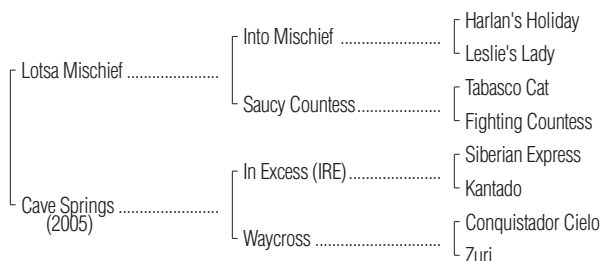 Harlan's Holiday
Into Mischief ........................
Leslie's Lady
Lotsa Mischief ......................
Tabasco Cat
Saucy Countess....................
Fighting Countess
Siberian Express
In Excess (IRE)......................
Kantado
Cave Springs ........................
(2005)
Conquistador Cielo
Waycross ..............................
Zuri